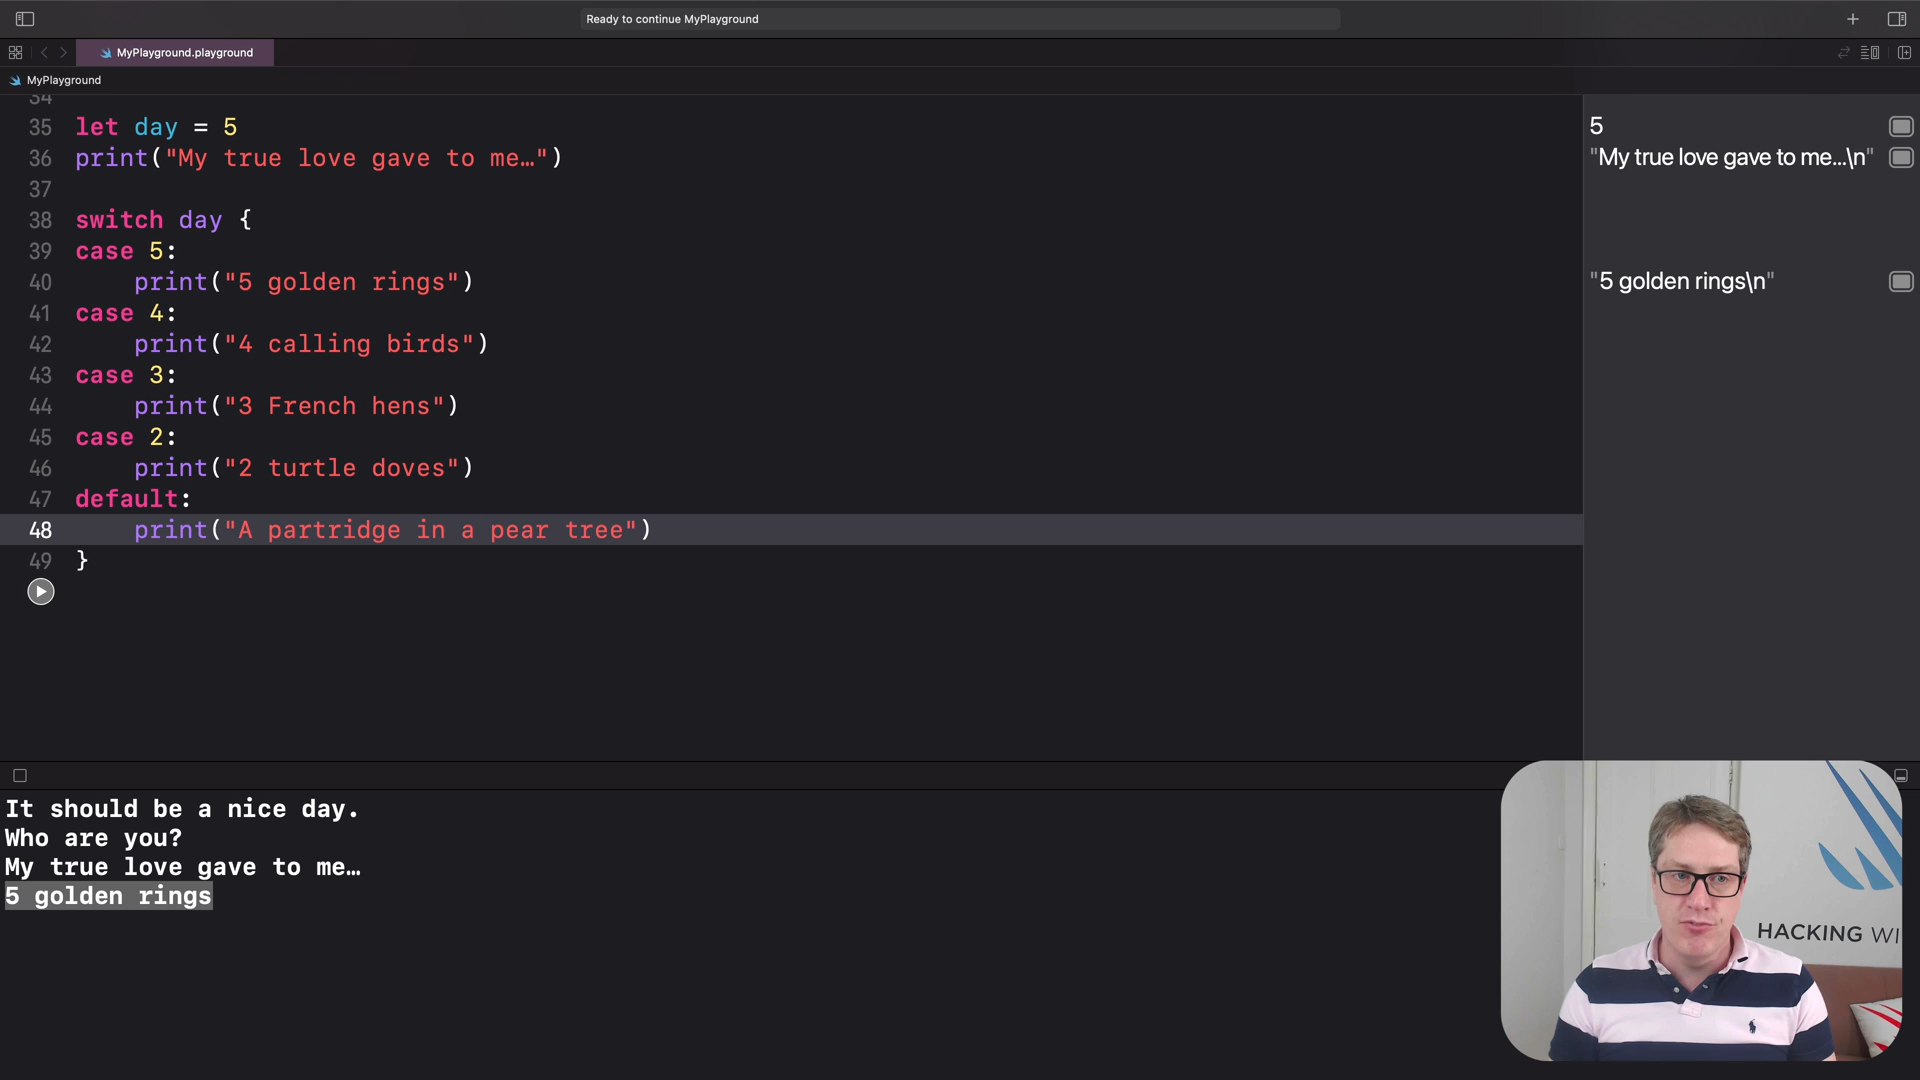 Ready to continue MyPlayground
MyPlayground.playground
MyPlayground
34
35 let day = 5
5
36 print("My true love gave to me…")
"My true love gave to me…\n"
37
38 switch day {
39 case 5:
40 print("5 golden rings")
"5 golden rings\n"
41 case 4:
42 print("4 calling birds")
43 case 3:
44 print("3 French hens")
45 case 2:
46 print("2 turtle doves")
47 default:
48 print("A partridge in a pear tree")
49 }
It should be a nice day.
Who are you?
My true love gave to me…
5 golden rings
HACKING WI